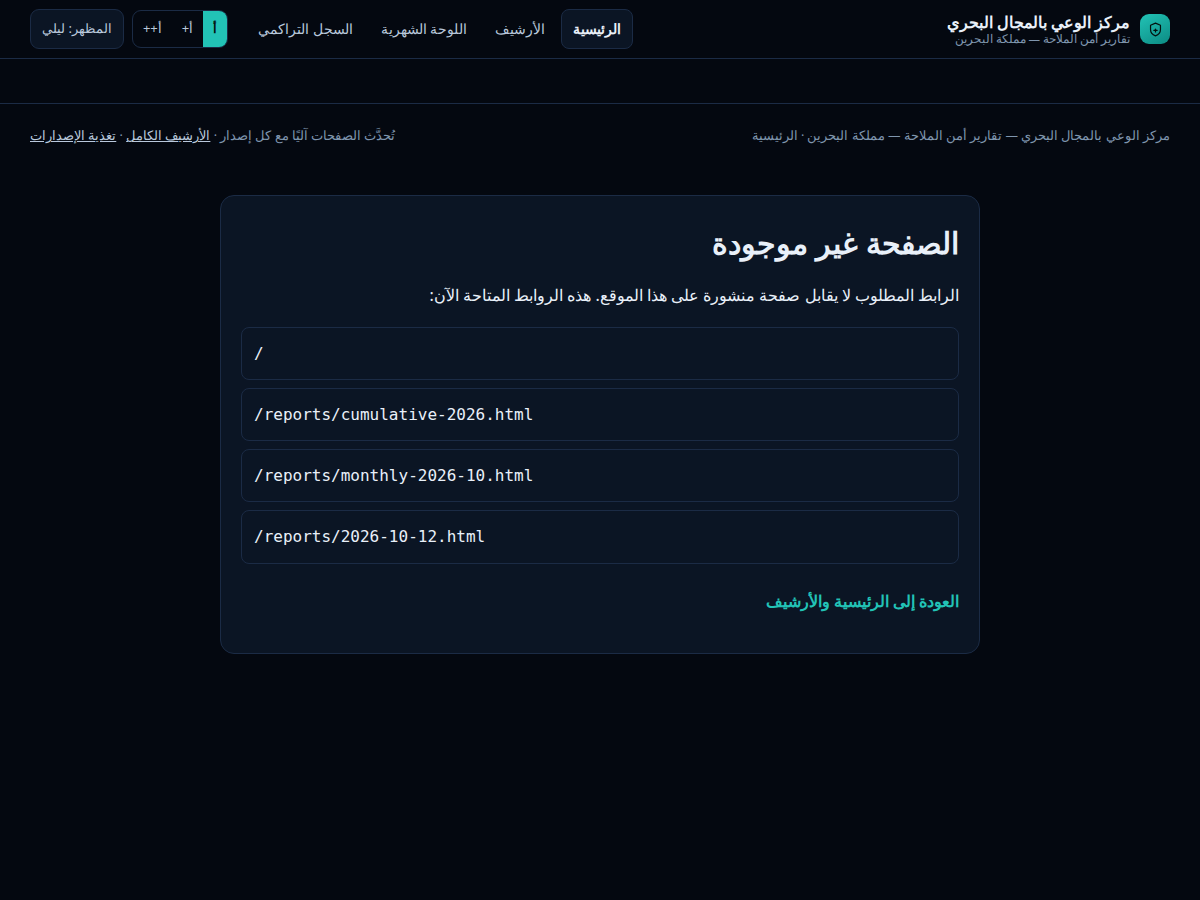 مركز الوعي بالمجال البحري
تقارير أمن الملاحة — مملكة البحرين
الرئيسية
الأرشيف
اللوحة الشهرية
السجل التراكمي
أ
أ+
أ++
المظهر: ليلي
مركز الوعي بالمجال البحري — تقارير أمن الملاحة — مملكة البحرين · الرئيسية
تُحدَّث الصفحات آليًا مع كل إصدار · الأرشيف الكامل · تغذية الإصدارات
الصفحة غير موجودة
الرابط المطلوب لا يقابل صفحة منشورة على هذا الموقع. هذه الروابط المتاحة الآن:
/
/reports/cumulative-2026.html
/reports/monthly-2026-10.html
/reports/2026-10-12.html
العودة إلى الرئيسية والأرشيف